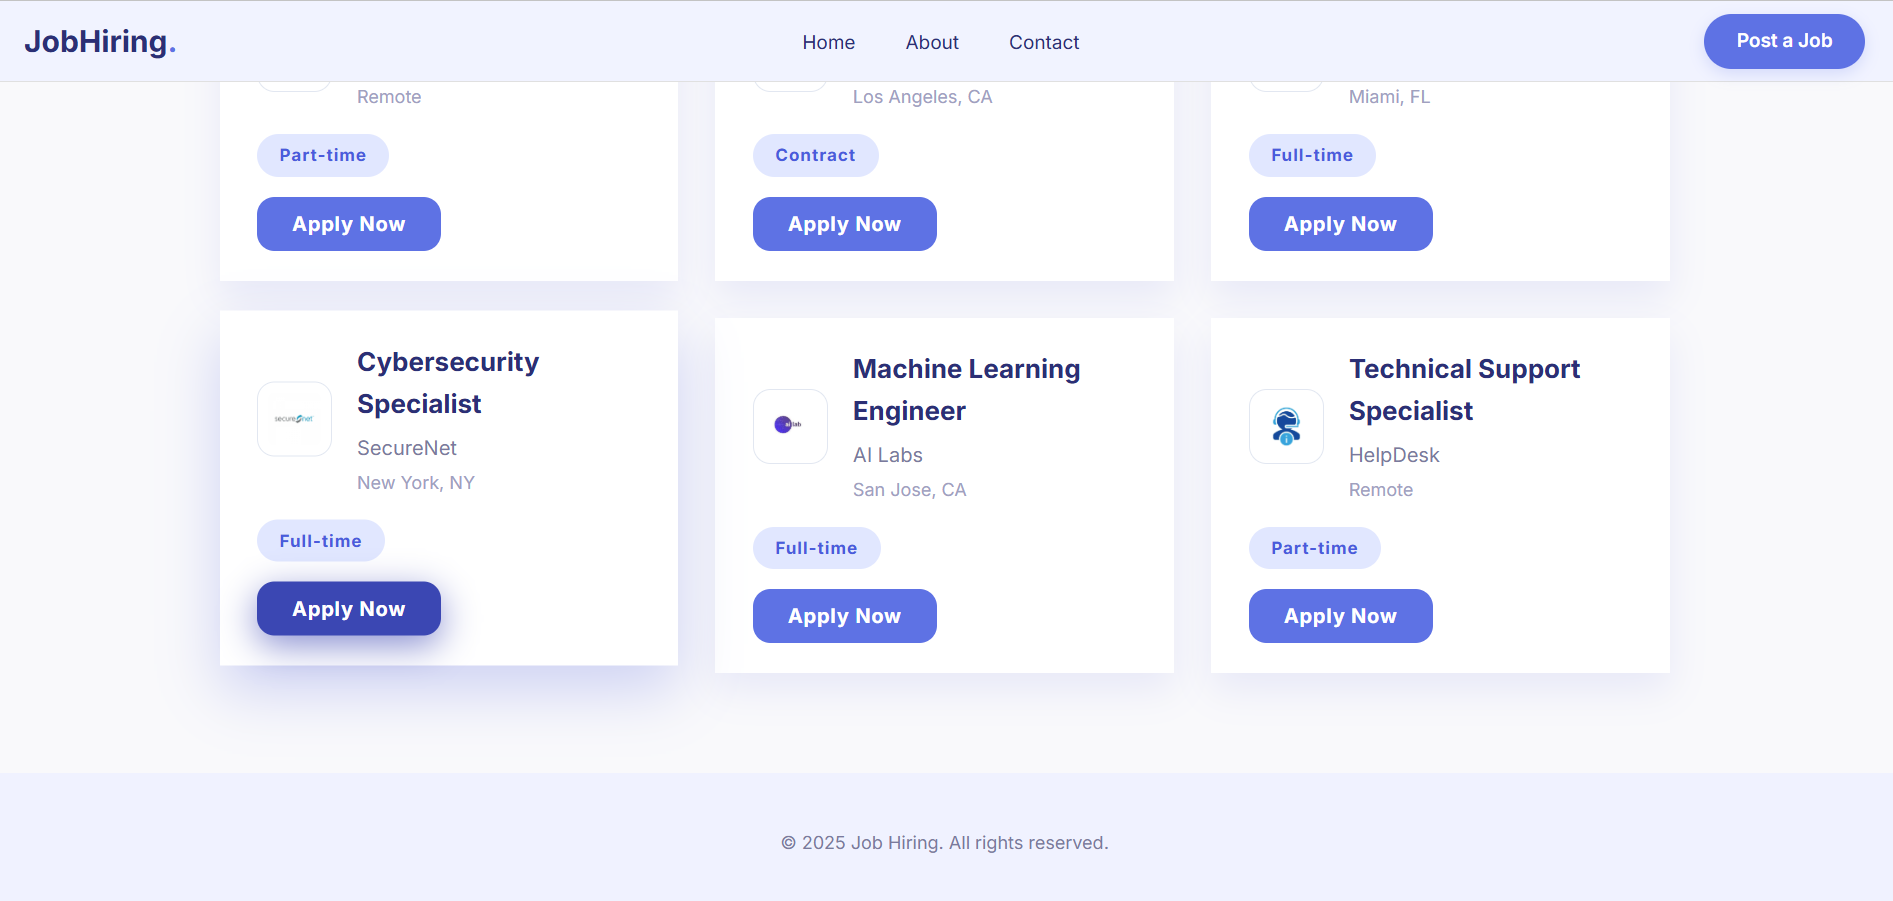 JobHiring.
Home
About
Contact
Post a Job
Remote
Los Angeles, CA
Miami, FL
Part-time
Contract
Full-time
Apply Now
Apply Now
Apply Now
securenet
Cybersecurity
Specialist
SecureNet
New York, NY
Full-time
Apply Now
ai lab
Machine Learning
Engineer
AI Labs
San Jose, CA
Full-time
Apply Now
Technical Support
Specialist
HelpDesk
Remote
Part-time
Apply Now
© 2025 Job Hiring. All rights reserved.